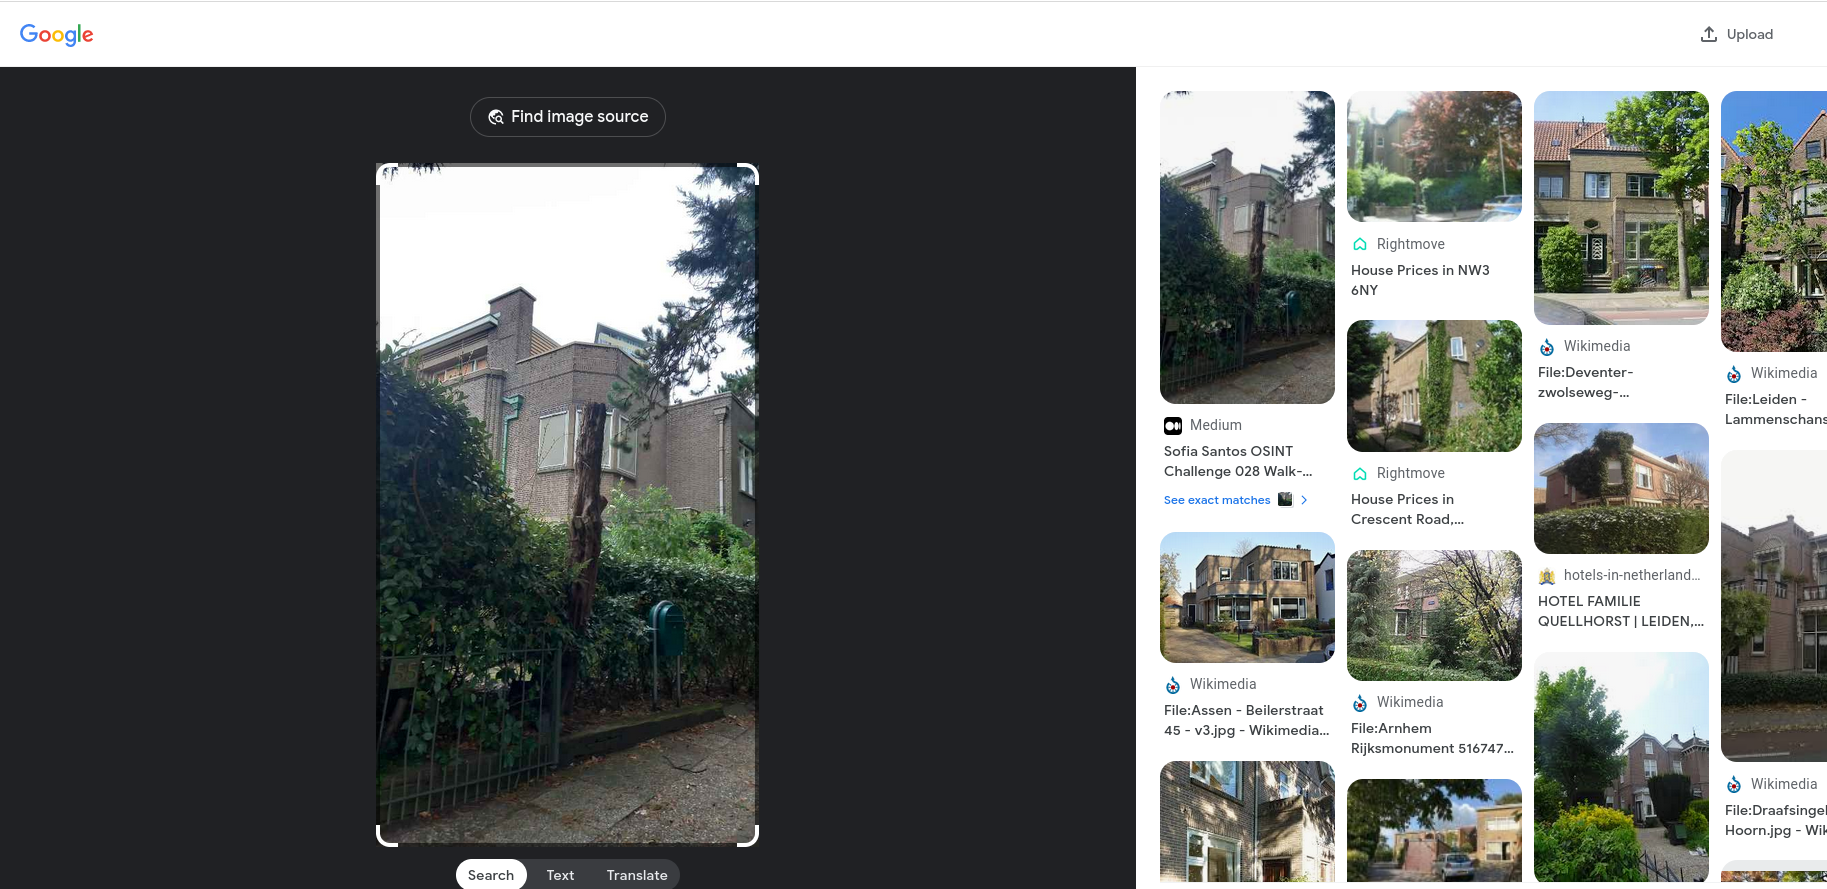 Google
Upload
Find image source
55
Search
Text
Translate
Medium
Sofia Santos OSINT
Challenge 028 Walk-...
See exact matches
Wikimedia
File:Assen - Beilerstraat
45 - v3.jpg - Wikimedia...
Rightmove
House Prices in NW3
6NY
Rightmove
House Prices in
Crescent Road,...
Wikimedia
File:Arnhem
Rijksmonument 516747...
Wikimedia
File:Deventer-
zwolseweg-...
hotels-in-netherland...
HOTEL FAMILIE
QUELLHORST | LEIDEN,...
Wikimedia
File:Leiden -
Lammenschans
Wikimedia
File:Draafsingel
Hoorn.jpg - Wik